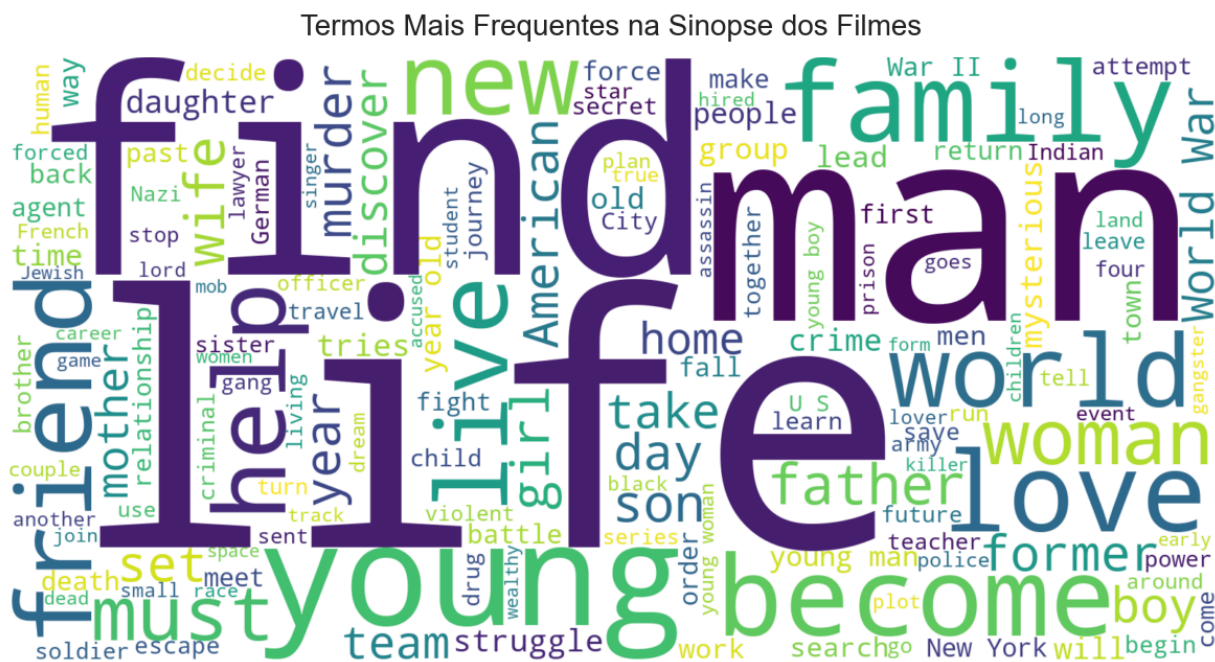 Termos Mais Frequentes na Sinopse dos Filmes
find
life
man
young
family
new
become
world
love
friend
help
live
woman
must
wife
murder
daughter
discover
American
World War
War II
human
way
decide
force
star
secret
make
people
hired
long
attempt
forced
back
past
Nazi
lawyer
German
singer
student
journey
plan
true
old
City
group
lead
return
Indian
agent
French
time
Jewish
stop
lord
mob
officer
travel
accused
year old
assassin
together
young boy
first
prison
goes
mysterious
land
leave
four
town
brother
career
game
mother
relationship
sister
women
gang
criminal
living
year
tries
fight
dream
child
girl
home
fall
take
day
son
crime
form
men
U S
learn
lover
run
save
army
killer
children
tell
event
gangster
couple
another
join
use
turn
track
sent
violent
battle
black
series
father
future
teacher
police
former
early
power
death
dead
set
small
space
race
meet
drug
wealthy
order
young woman
young man
plot
boy
around
come
soldier
escape
team
struggle
work
search
go
New York
will
begin